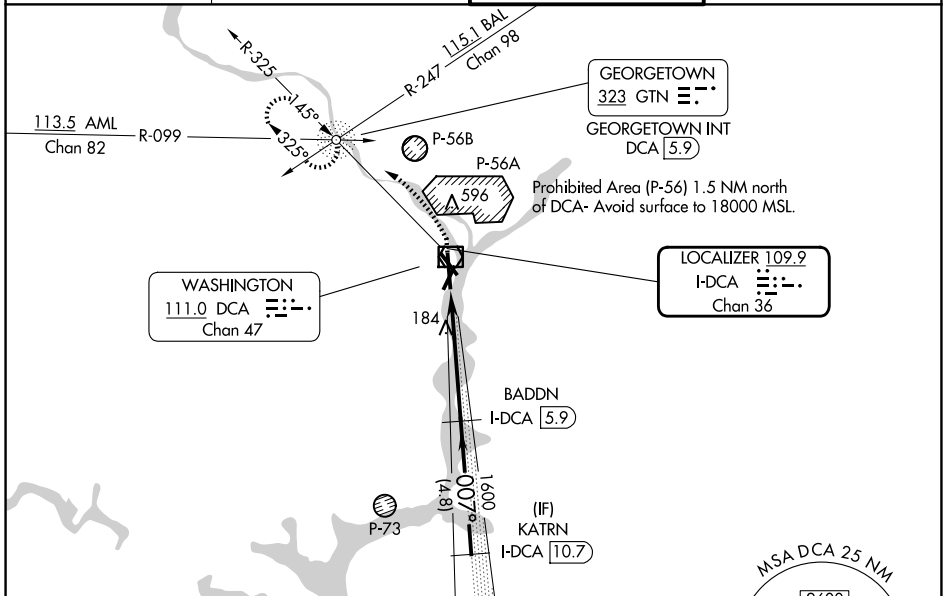 115.1 BAL
Chan 98
R-247
R-325
145°
325°
113.5 AML
Chan 82
R-099
GEORGETOWN
323 GTN
GEORGETOWN INT
DCA 5.9
P-56B
P-56A
596
Prohibited Area (P-56) 1.5 NM north
of DCA- Avoid surface to 18000 MSL.
LOCALIZER 109.9
I-DCA
Chan 36
WASHINGTON
111.0 DCA
Chan 47
184
BADDN
I-DCA 5.9
1600
007°
(4.8)
(IF)
KATRN
I-DCA 10.7
P-73
MSA DCA 25 NM